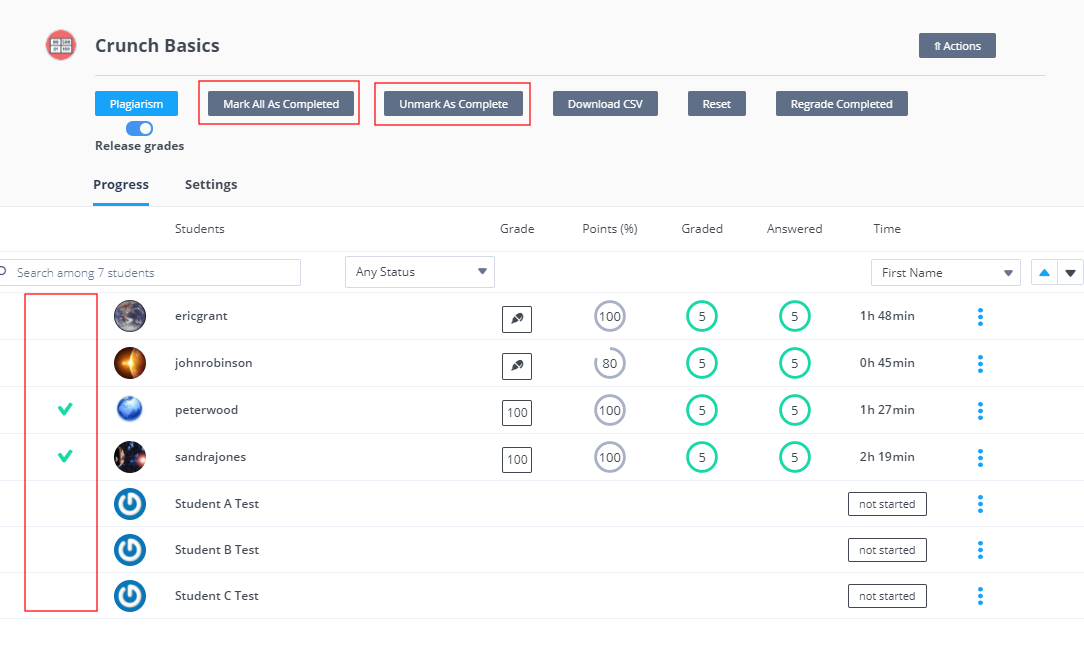 Crunch Basics
⇑ Actions
Plagiarism Mark All As Completed Unmark As Complete Download CSV Reset Regrade Completed
Release grades
Progress Settings
Students Grade Points (%) Graded Answered Time
Search among 7 students Any Status First Name
ericgrant 100 5 5 1h 48min
johnrobinson 80 5 5 0h 45min
peterwood 100 100 5 5 1h 27min
sandrajones 100 100 5 5 2h 19min
Student A Test not started
Student B Test not started
Student C Test not started